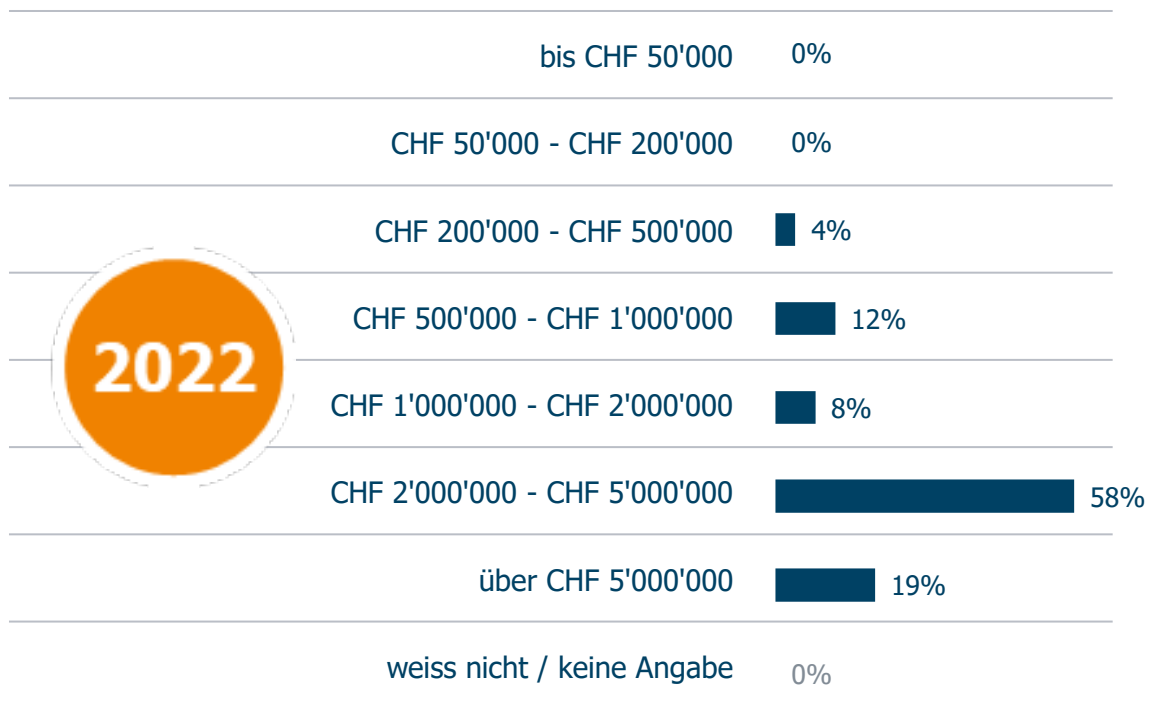 bis CHF 50'000 0%
CHF 50'000 - CHF 200'000 0%
CHF 200'000 - CHF 500'000 4%
CHF 500'000 - CHF 1'000'000 12%
2022
CHF 1'000'000 - CHF 2'000'000 8%
CHF 2'000'000 - CHF 5'000'000 58%
über CHF 5'000'000 19%
weiss nicht / keine Angabe 0%